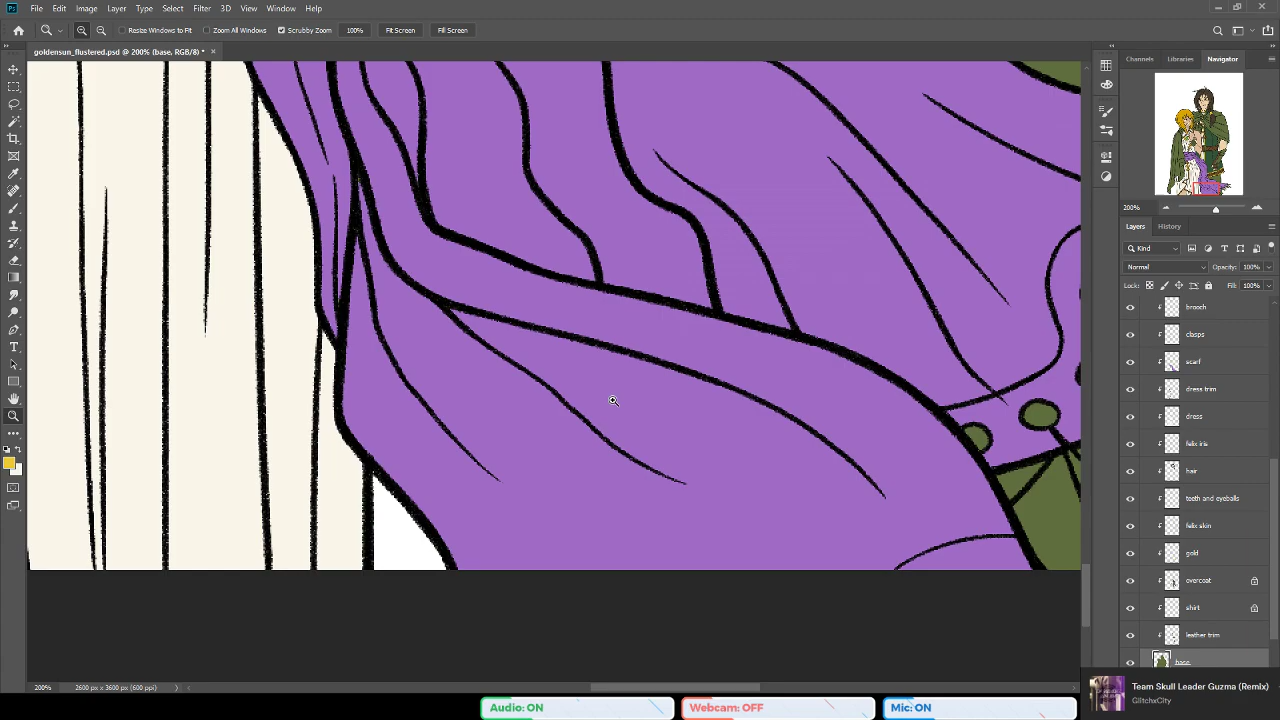 File Edit Image Layer Type Select Filter 3D View Window Help
Resize Windows to Fit Zoom All Windows Scrubby Zoom 100% Fit Screen Fill Screen
goldensun_flustered.psd @ 200% (base, RGB/8) *
Channels Libraries Navigator
200%
Layers History
Kind
Normal Opacity: 100%
Lock: Fill: 100%
brooch
clasps
scarf
dress trim
dress
felix iris
hair
teeth and eyeballs
felix skin
gold
overcoat
shirt
leather trim
base
200% 2600 px x 3600 px (600 ppi)
Audio: ON Webcam: OFF Mic: ON
Team Skull Leader Guzma (Remix)
GlitchxCity